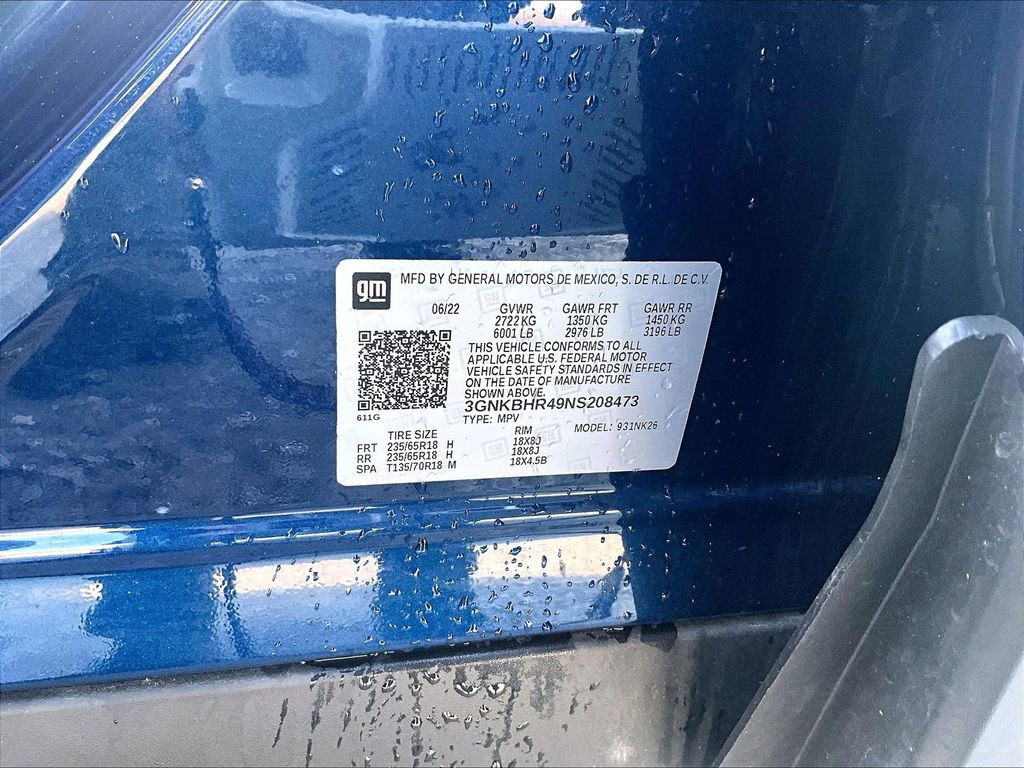 gm MFD BY GENERAL MOTORS DE MEXICO, S. DE R.L. DE C.V.
06/22 GVWR GAWR FRT GAWR RR
2722 KG 1350 KG 1450 KG
6001 LB 2976 LB 3196 LB
THIS VEHICLE CONFORMS TO ALL
APPLICABLE U.S. FEDERAL MOTOR
VEHICLE SAFETY STANDARDS IN EFFECT
ON THE DATE OF MANUFACTURE
SHOWN ABOVE.
3GNKBHR49NS208473
611G
TYPE: MPV MODEL: 931NK26
TIRE SIZE RIM
FRT 235/65R18 H 18X8J
RR 235/65R18 H 18X8J
SPA T135/70R18 M 18X4.5B